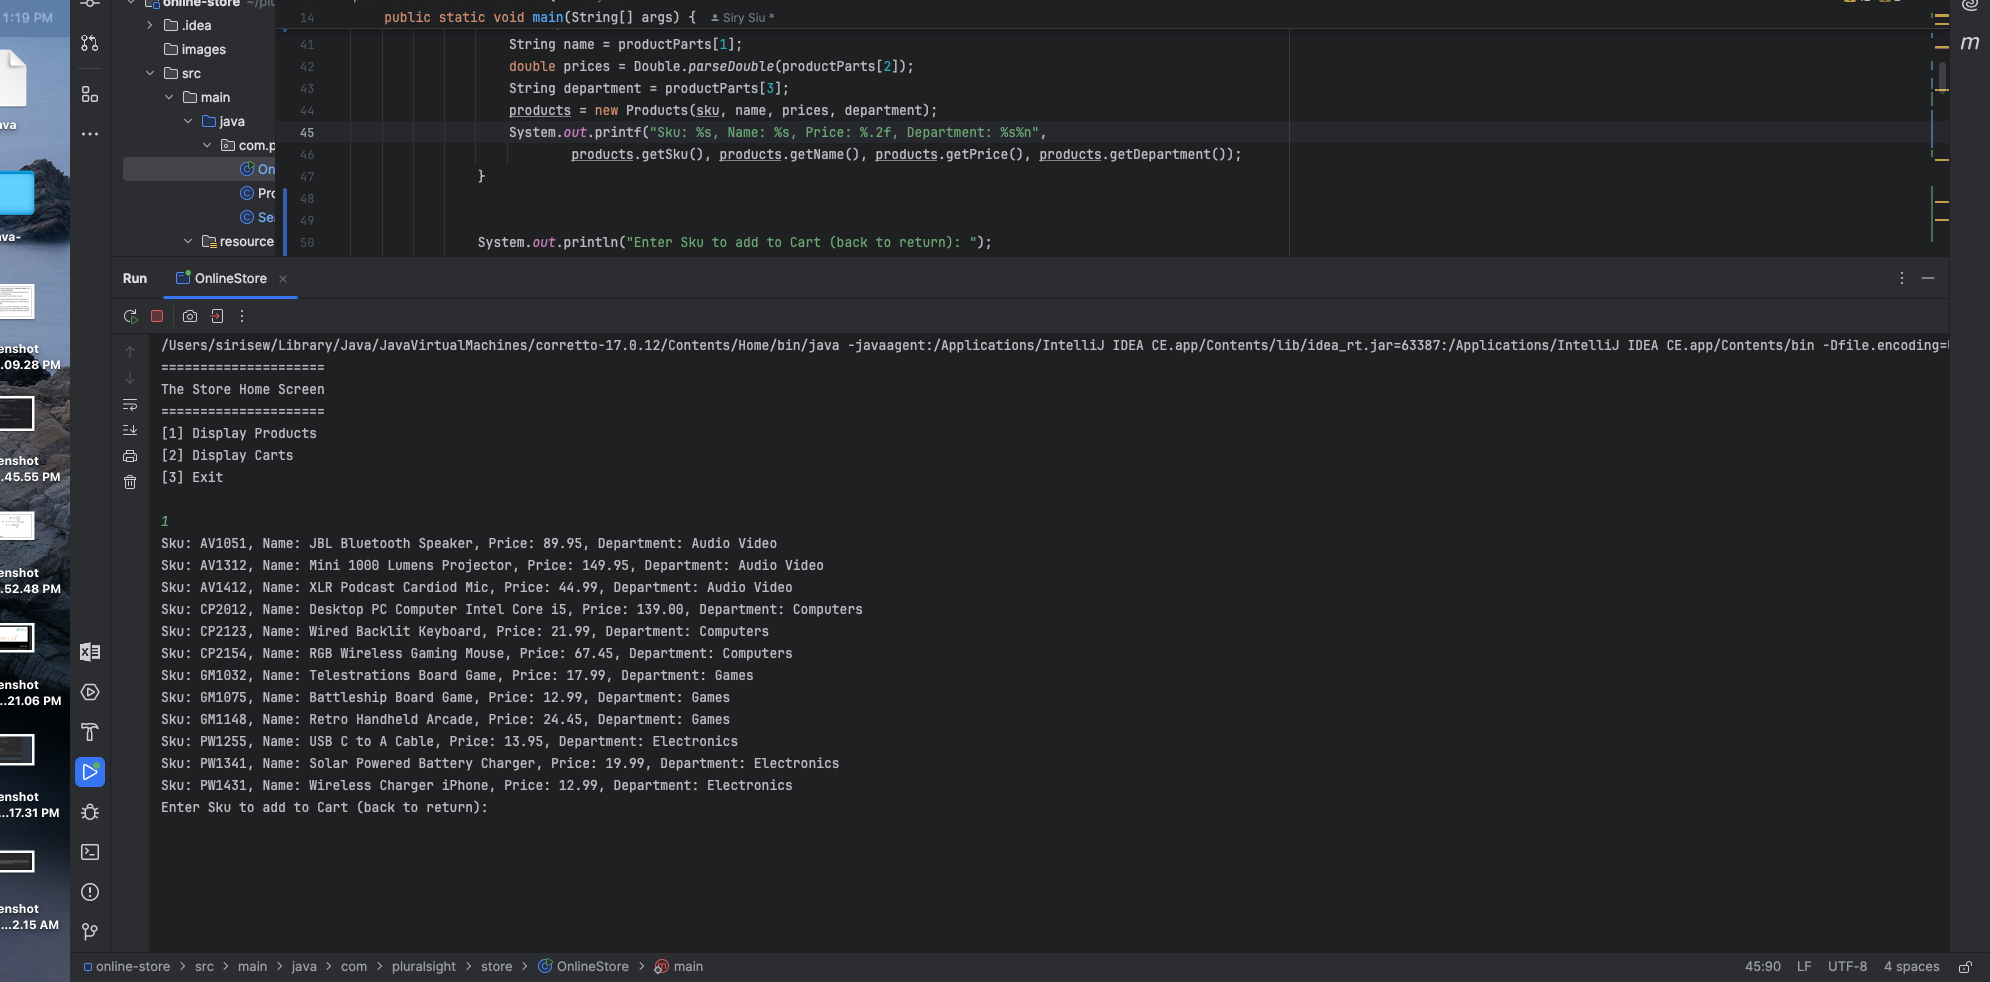 1:19 PM
online-store ~/plu
.idea
images
src
main
java
com.p
On
Pro
Sea
resource
14 public static void main(String[] args) { Siry Siu *
41 String name = productParts[1];
42 double prices = Double.parseDouble(productParts[2]);
43 String department = productParts[3];
44 products = new Products(sku, name, prices, department);
45 System.out.printf("Sku: %s, Name: %s, Price: %.2f, Department: %s%n",
46 products.getSku(), products.getName(), products.getPrice(), products.getDepartment());
47 }
48
49
50 System.out.println("Enter Sku to add to Cart (back to return): ");
Run OnlineStore
/Users/sirisew/Library/Java/JavaVirtualMachines/corretto-17.0.12/Contents/Home/bin/java -javaagent:/Applications/IntelliJ IDEA CE.app/Contents/lib/idea_rt.jar=63387:/Applications/IntelliJ IDEA CE.app/Contents/bin -Dfile.encoding=
=====================
The Store Home Screen
=====================
[1] Display Products
[2] Display Carts
[3] Exit
1
Sku: AV1051, Name: JBL Bluetooth Speaker, Price: 89.95, Department: Audio Video
Sku: AV1312, Name: Mini 1000 Lumens Projector, Price: 149.95, Department: Audio Video
Sku: AV1412, Name: XLR Podcast Cardiod Mic, Price: 44.99, Department: Audio Video
Sku: CP2012, Name: Desktop PC Computer Intel Core i5, Price: 139.00, Department: Computers
Sku: CP2123, Name: Wired Backlit Keyboard, Price: 21.99, Department: Computers
Sku: CP2154, Name: RGB Wireless Gaming Mouse, Price: 67.45, Department: Computers
Sku: GM1032, Name: Telestrations Board Game, Price: 17.99, Department: Games
Sku: GM1075, Name: Battleship Board Game, Price: 12.99, Department: Games
Sku: GM1148, Name: Retro Handheld Arcade, Price: 24.45, Department: Games
Sku: PW1255, Name: USB C to A Cable, Price: 13.95, Department: Electronics
Sku: PW1341, Name: Solar Powered Battery Charger, Price: 19.99, Department: Electronics
Sku: PW1431, Name: Wireless Charger iPhone, Price: 12.99, Department: Electronics
Enter Sku to add to Cart (back to return):
ava
ava-
enshot
.09.28 PM
enshot
.45.55 PM
enshot
.52.48 PM
enshot
...21.06 PM
enshot
...17.31 PM
enshot
...2.15 AM
m
online-store > src > main > java > com > pluralsight > store > OnlineStore > main
45:90 LF UTF-8 4 spaces